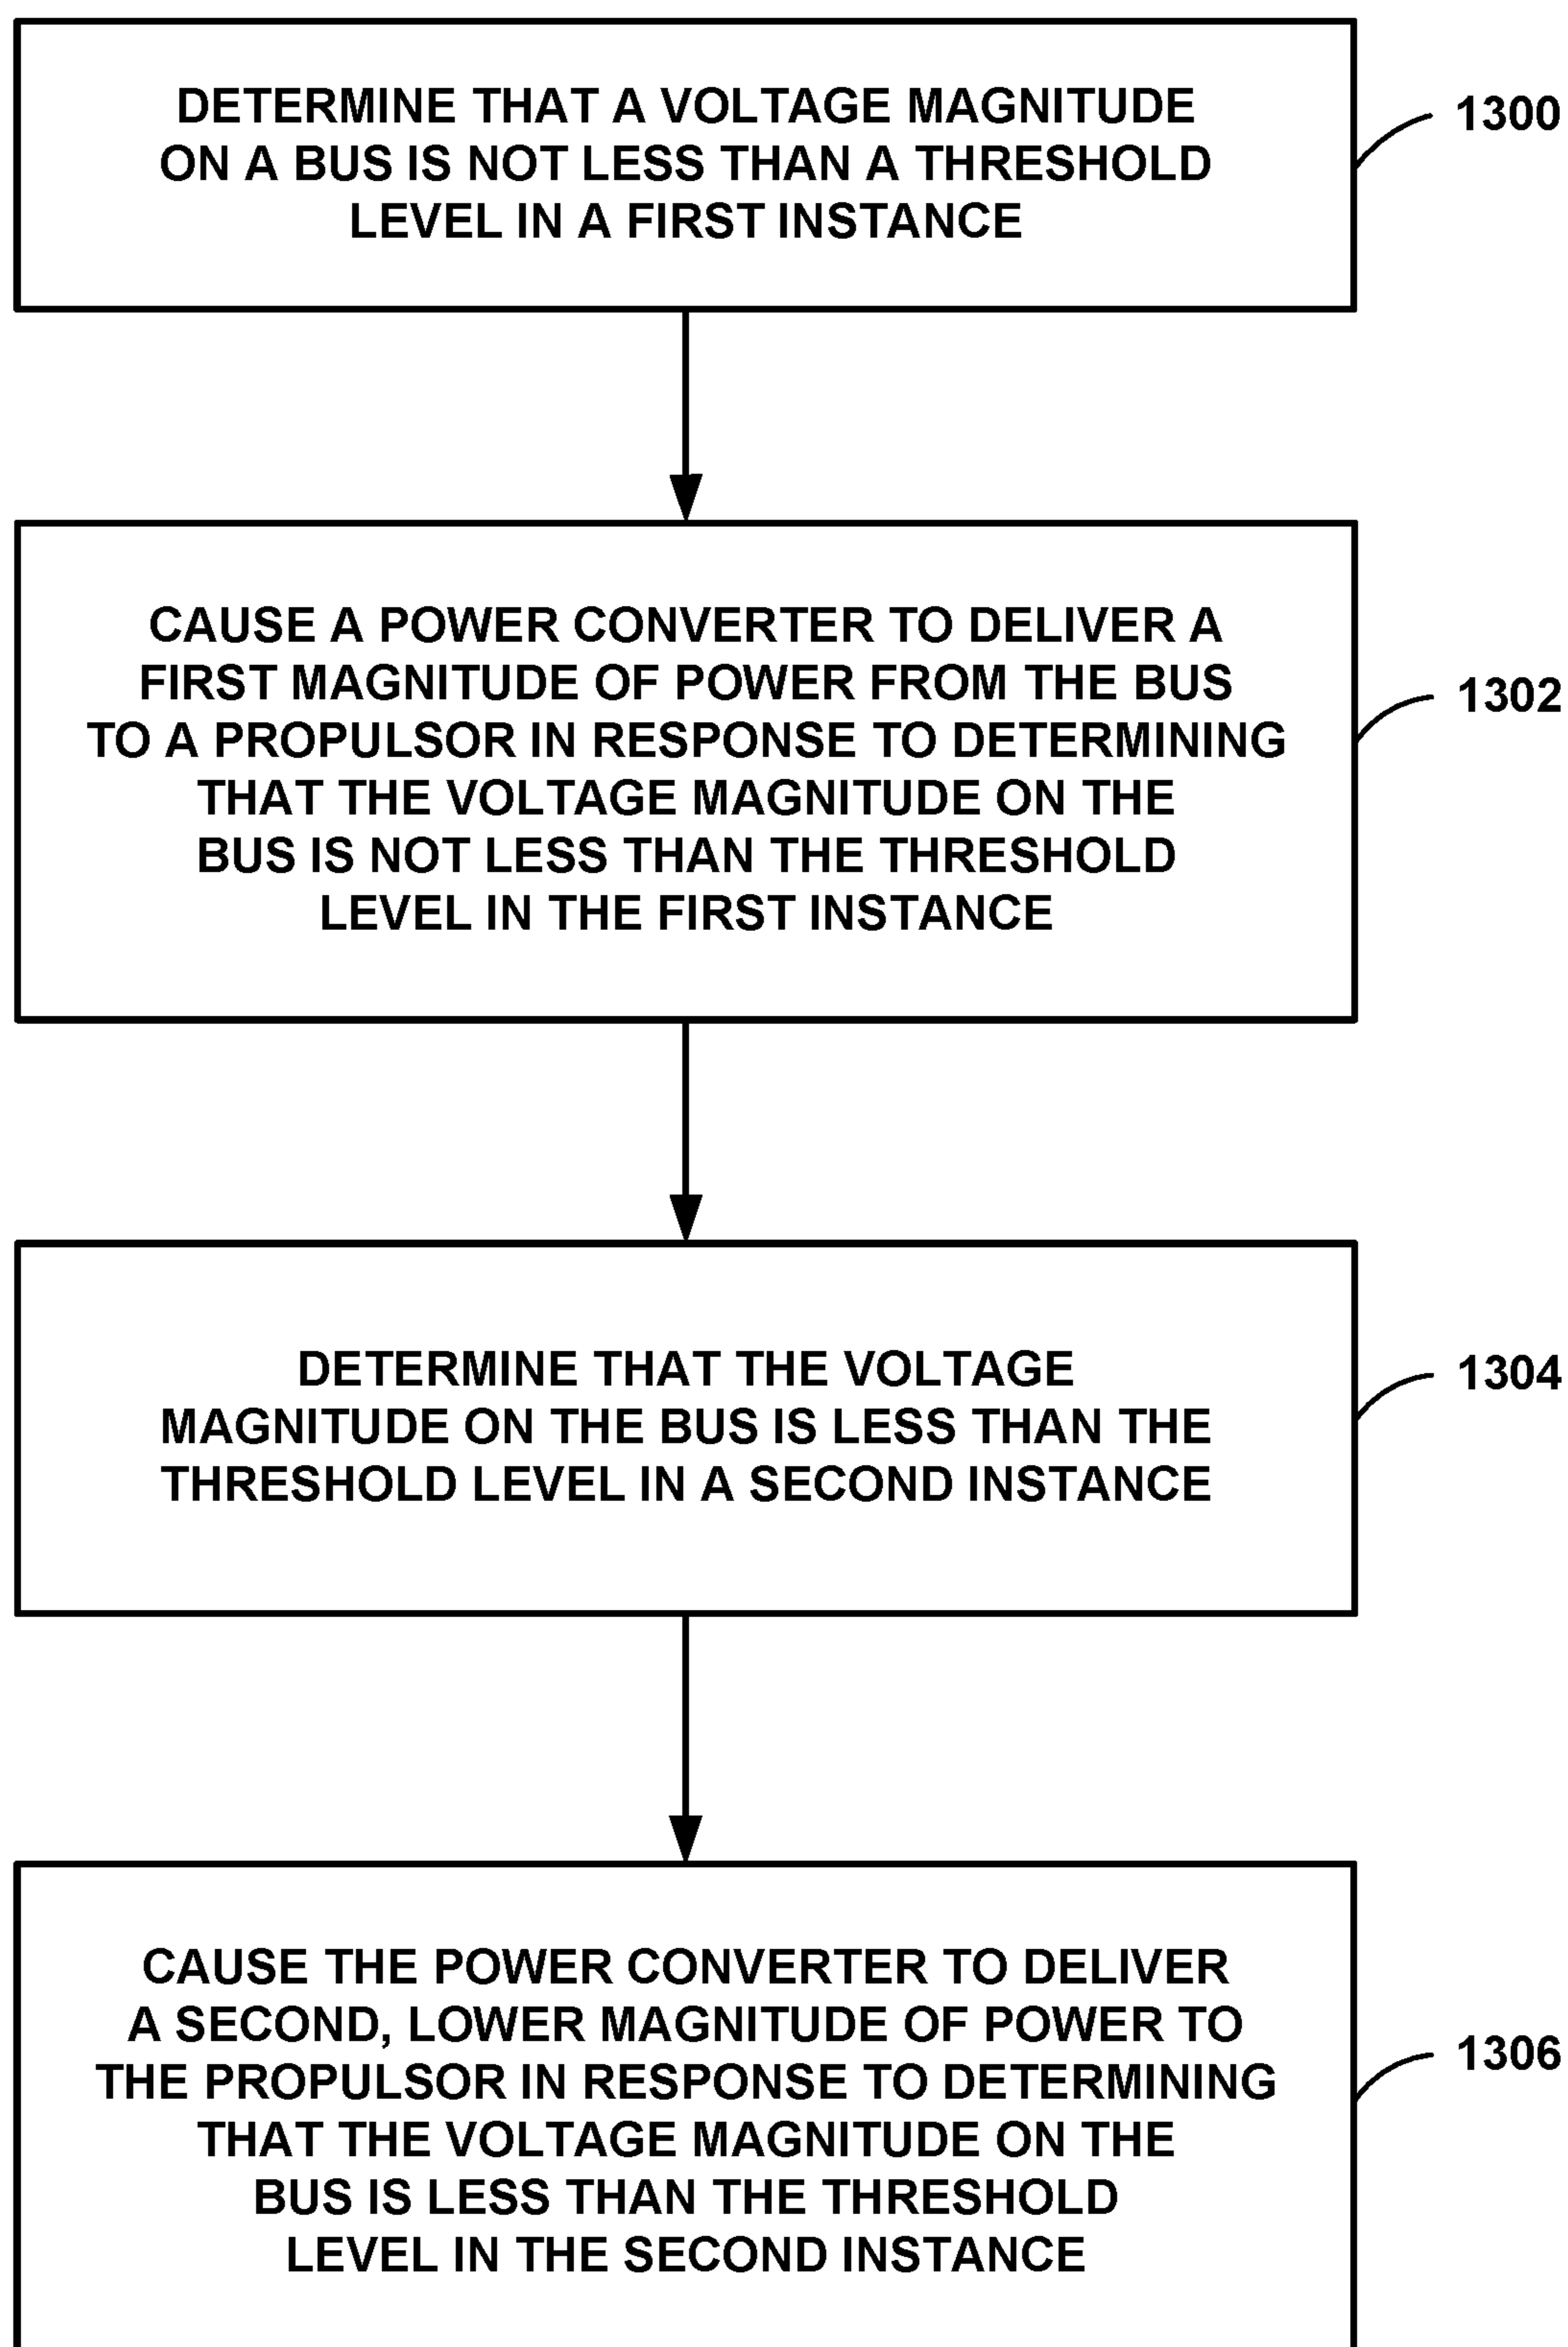 DETERMINE THAT A VOLTAGE MAGNITUDE
ON A BUS IS NOT LESS THAN A THRESHOLD
LEVEL IN A FIRST INSTANCE
1300
CAUSE A POWER CONVERTER TO DELIVER A
FIRST MAGNITUDE OF POWER FROM THE BUS
TO A PROPULSOR IN RESPONSE TO DETERMINING
THAT THE VOLTAGE MAGNITUDE ON THE
BUS IS NOT LESS THAN THE THRESHOLD
LEVEL IN THE FIRST INSTANCE
1302
DETERMINE THAT THE VOLTAGE
MAGNITUDE ON THE BUS IS LESS THAN THE
THRESHOLD LEVEL IN A SECOND INSTANCE
1304
CAUSE THE POWER CONVERTER TO DELIVER
A SECOND, LOWER MAGNITUDE OF POWER TO
THE PROPULSOR IN RESPONSE TO DETERMINING
THAT THE VOLTAGE MAGNITUDE ON THE
BUS IS LESS THAN THE THRESHOLD
LEVEL IN THE SECOND INSTANCE
1306